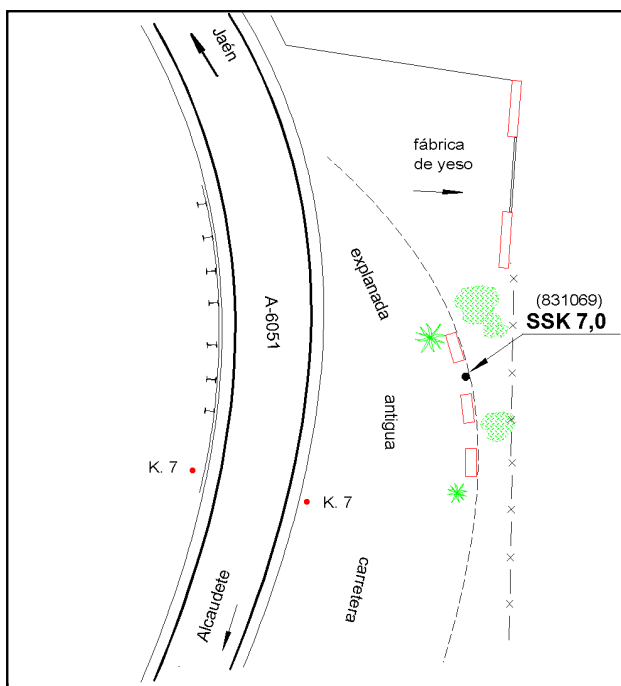 Jaén
fábrica
de yeso
explanada
(831069)
SSK 7,0
A-6051
antigua
K. 7
K. 7
carretera
Alcaudete